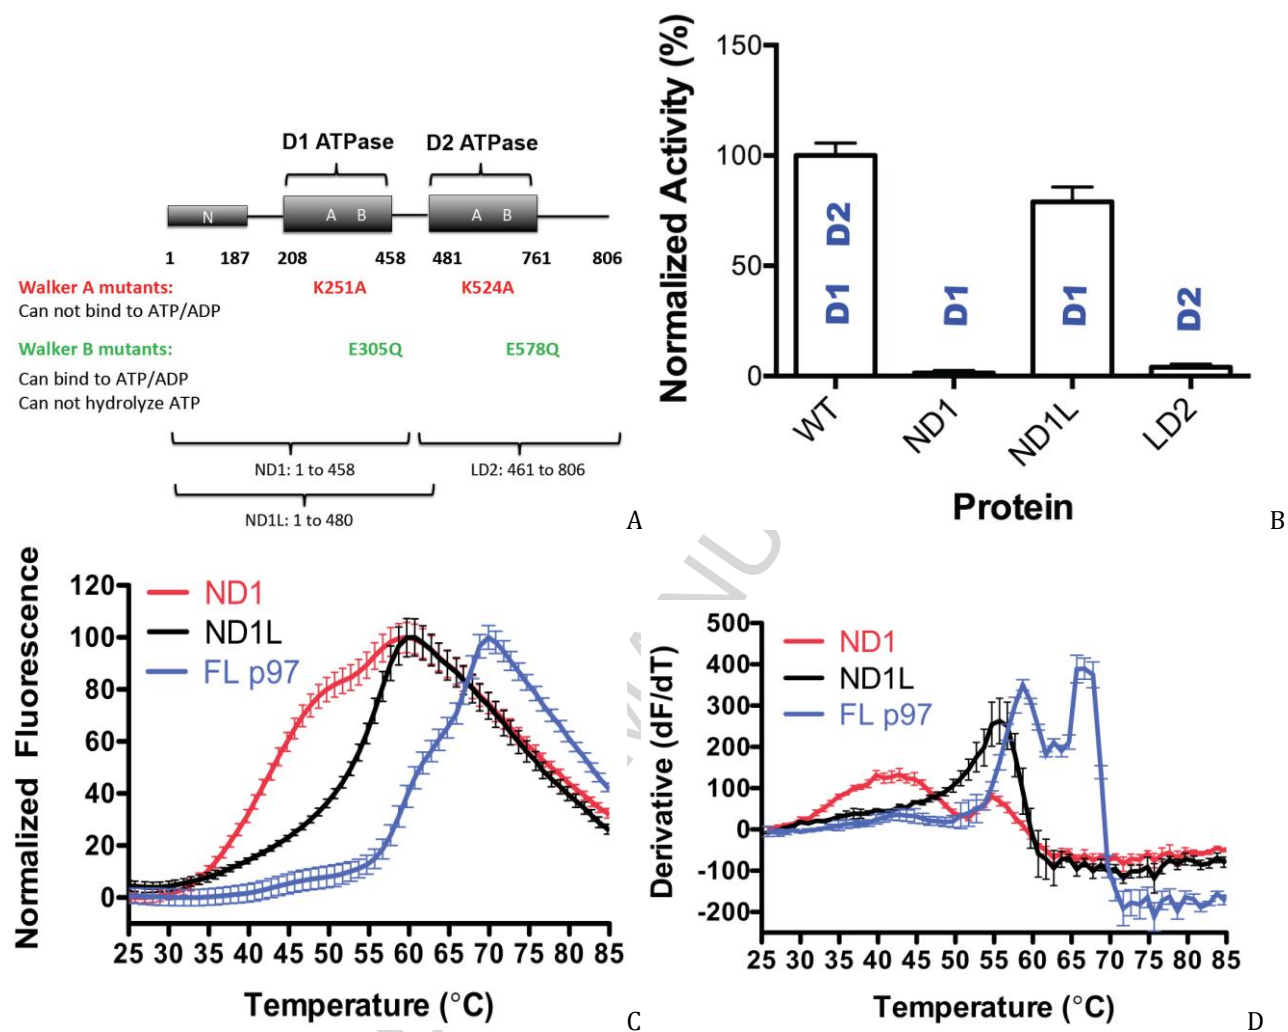 D1 ATPase D2 ATPase
N A B A B
1 187 208 458 481 761 806
Walker A mutants: K251A K524A
Can not bind to ATP/ADP
Walker B mutants: E305Q E578Q
Can bind to ATP/ADP
Can not hydrolyze ATP
ND1: 1 to 458 LD2: 461 to 806
ND1L: 1 to 480
A
Normalized Activity (%)
150
100
50
0
D1 D2
D1
D1
D2
WT ND1 ND1L LD2
Protein
B
Normalized Fluorescence
120
100
80
60
40
20
0
ND1
ND1L
FL p97
25 30 35 40 45 50 55 60 65 70 75 80 85
Temperature (°C)
C
Derivative (dF/dT)
500
400
300
200
100
0
-100
-200
ND1
ND1L
FL p97
25 30 35 40 45 50 55 60 65 70 75 80 85
Temperature (°C)
D